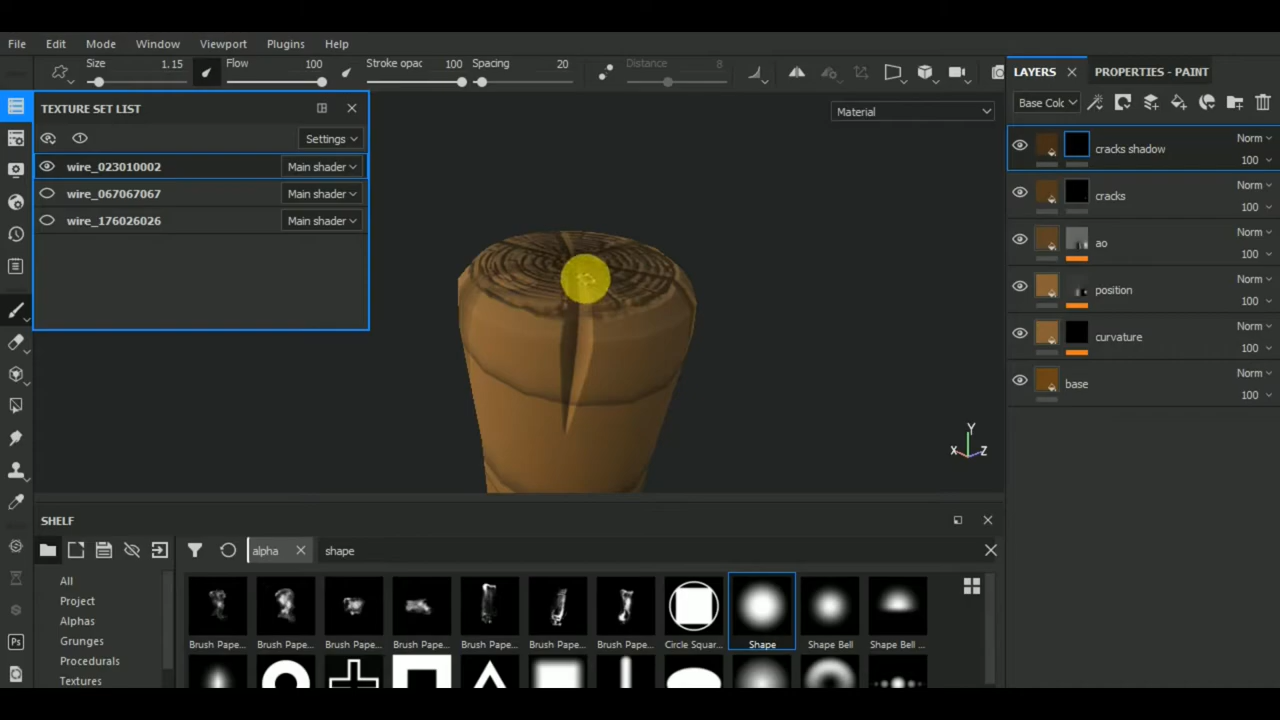 File Edit Mode Window Viewport Plugins Help
Size 1.15 Flow 100 Stroke opac 100 Spacing 20 Distance 8
TEXTURE SET LIST
Settings
wire_023010002 Main shader
wire_067067067 Main shader
wire_176026026 Main shader
Material
Y
X Z
LAYERS PROPERTIES - PAINT
Base Colo
cracks shadow Norm 100
cracks Norm 100
ao Norm 100
position Norm 100
curvature Norm 100
base Norm 100
SHELF
alpha shape
All
Project
Alphas
Grunges
Procedurals
Textures
Brush Pape... Brush Pape... Brush Pape... Brush Pape... Brush Pape... Brush Pape... Brush Pape... Circle Squar... Shape Shape Bell Shape Bell ...
Ps